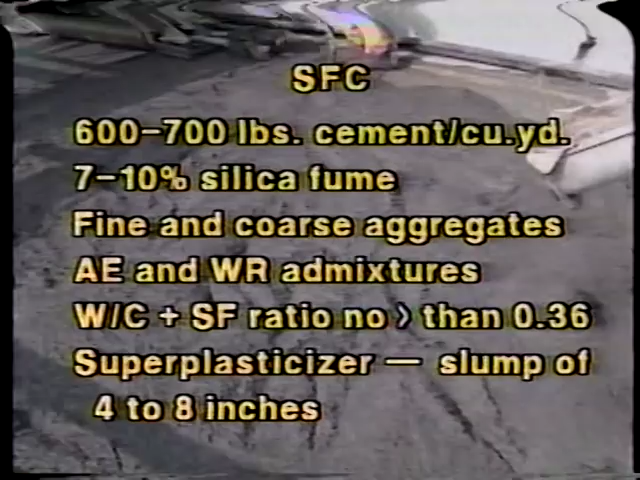 SFC
600-700 lbs. cement/cu.yd.
7-10% silica fume
Fine and coarse aggregates
AE and WR admixtures
W/C + SF ratio no > than 0.36
Superplasticizer — slump of
4 to 8 inches